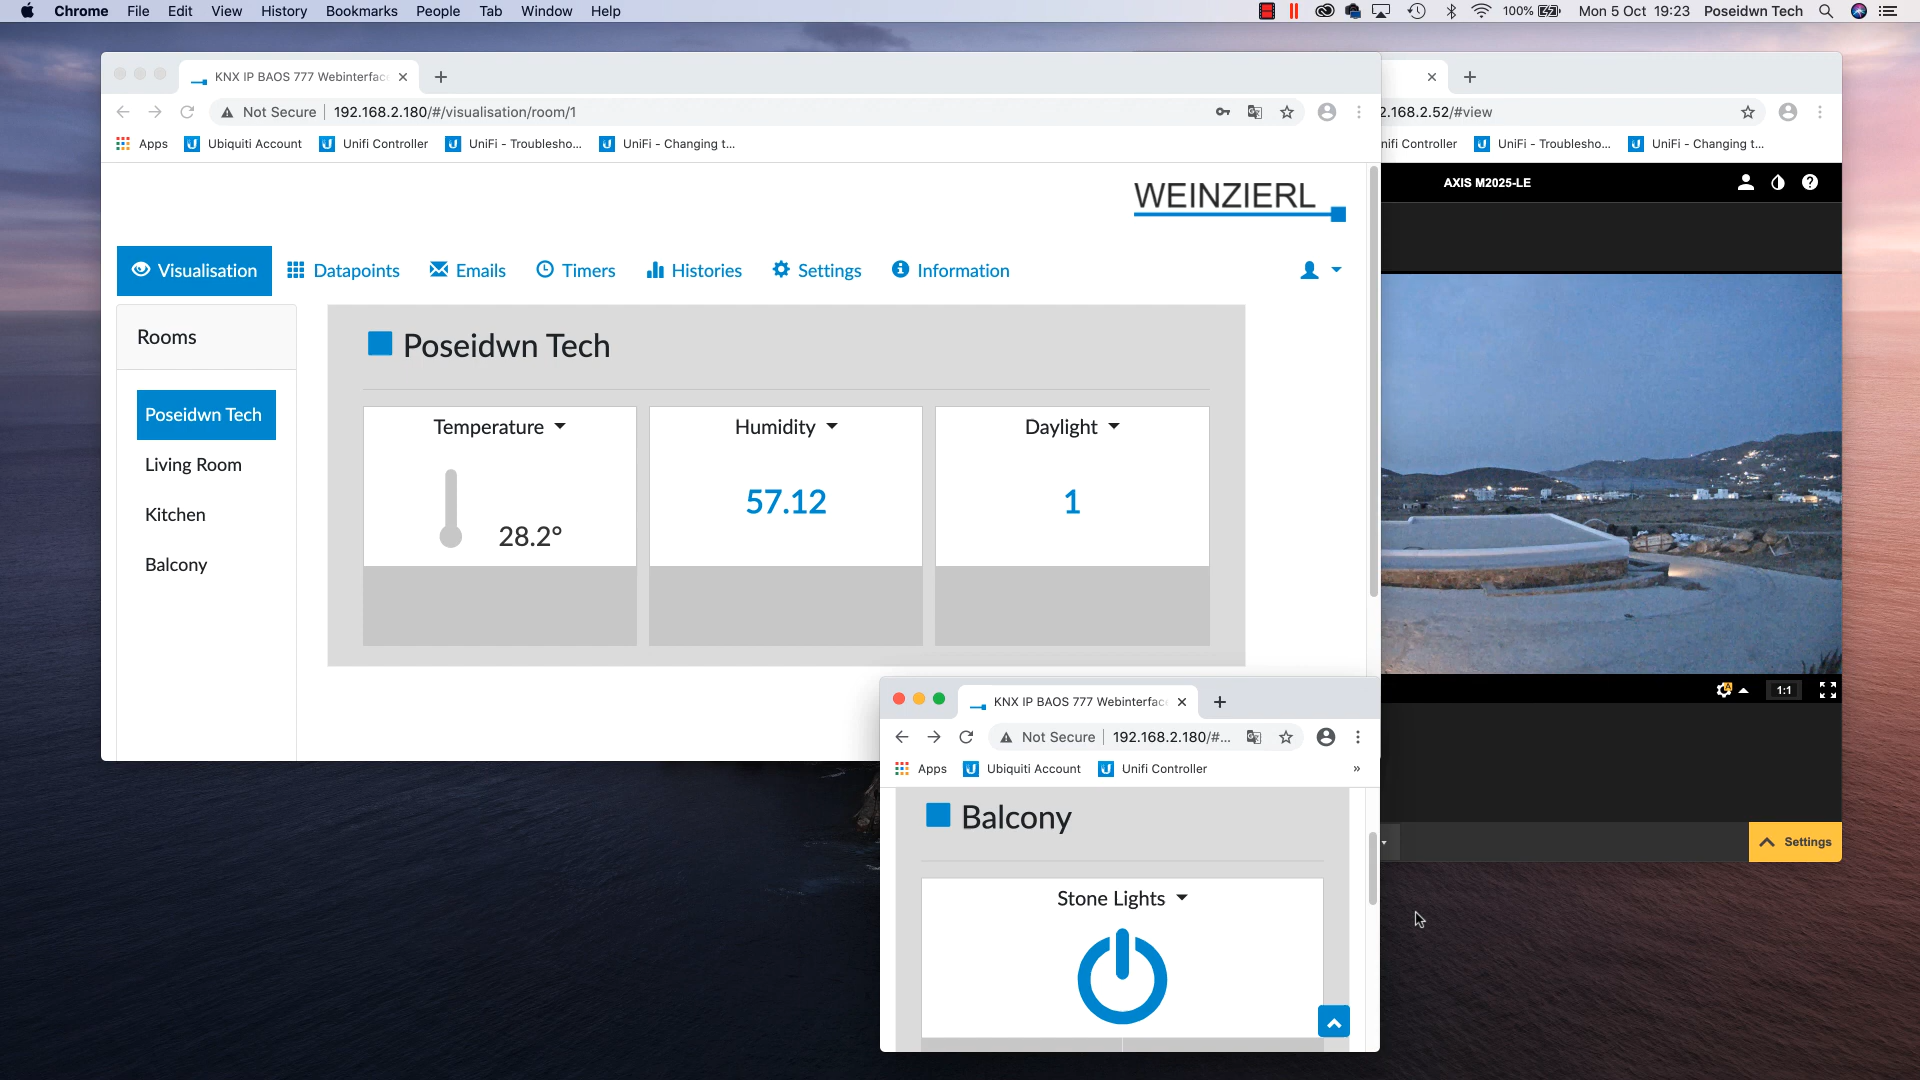 Chrome File Edit View History Bookmarks People Tab Window Help
100% Mon 5 Oct 19:23 Poseidwn Tech
KNX IP BAOS 777 Webinterface
Not Secure 192.168.2.180/#/visualisation/room/1
Apps Ubiquiti Account Unifi Controller UniFi - Troublesho... UniFi - Changing t...
2.168.2.52/#view
nifi Controller UniFi - Troublesho... UniFi - Changing t...
AXIS M2025-LE
WEINZIERL
Visualisation Datapoints Emails Timers Histories Settings Information
Rooms
Poseidwn Tech
Living Room
Kitchen
Balcony
Poseidwn Tech
Temperature Humidity Daylight
28.2° 57.12 1
1:1
Settings
KNX IP BAOS 777 Webinterface
Not Secure 192.168.2.180/#...
Apps Ubiquiti Account Unifi Controller »
Balcony
Stone Lights